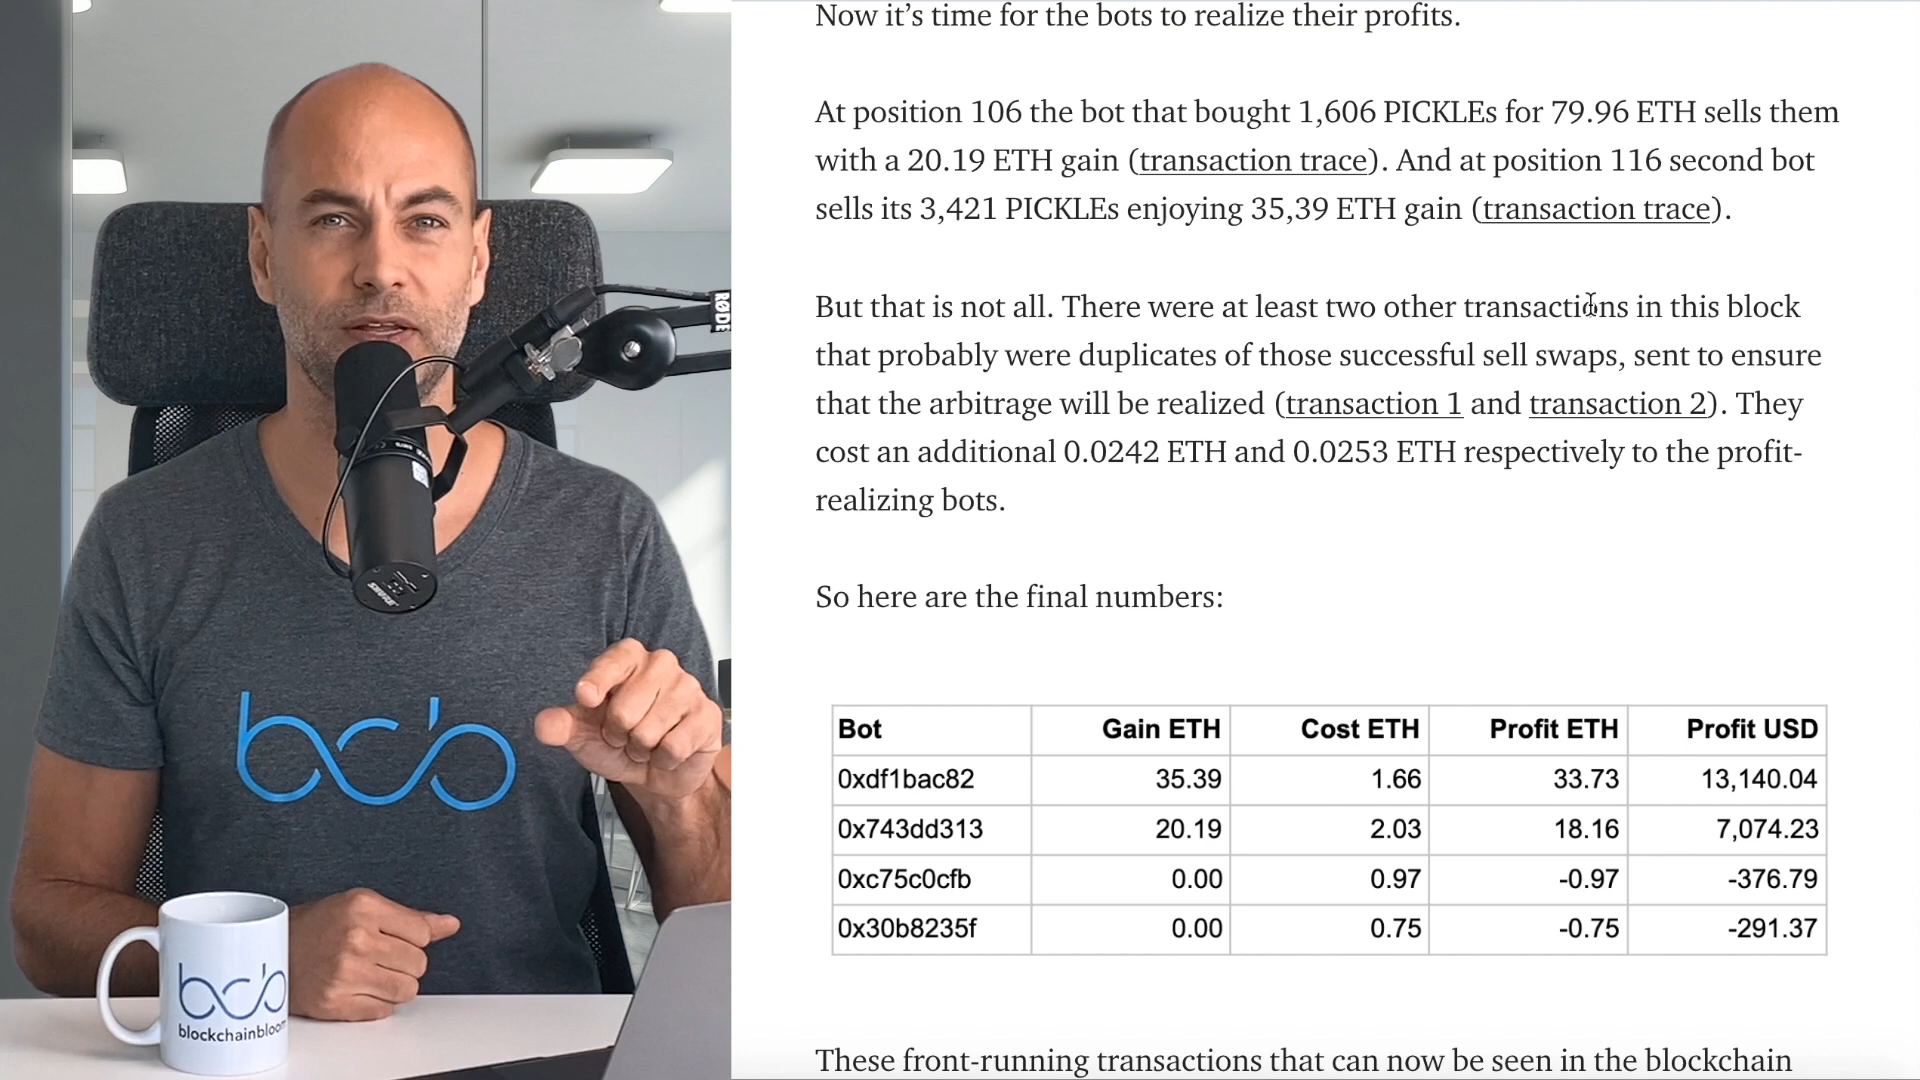 Now it’s time for the bots to realize their profits.
At position 106 the bot that bought 1,606 PICKLEs for 79.96 ETH sells them
with a 20.19 ETH gain (transaction trace). And at position 116 second bot
sells its 3,421 PICKLEs enjoying 35,39 ETH gain (transaction trace).
But that is not all. There were at least two other transactions in this block
that probably were duplicates of those successful sell swaps, sent to ensure
that the arbitrage will be realized (transaction 1 and transaction 2). They
cost an additional 0.0242 ETH and 0.0253 ETH respectively to the profit-
realizing bots.
So here are the final numbers:
Bot Gain ETH Cost ETH Profit ETH Profit USD
0xdf1bac82 35.39 1.66 33.73 13,140.04
0x743dd313 20.19 2.03 18.16 7,074.23
0xc75c0cfb 0.00 0.97 -0.97 -376.79
0x30b8235f 0.00 0.75 -0.75 -291.37
These front-running transactions that can now be seen in the blockchain
RØDE
SHURE
bcb
bcb
blockchainbloom